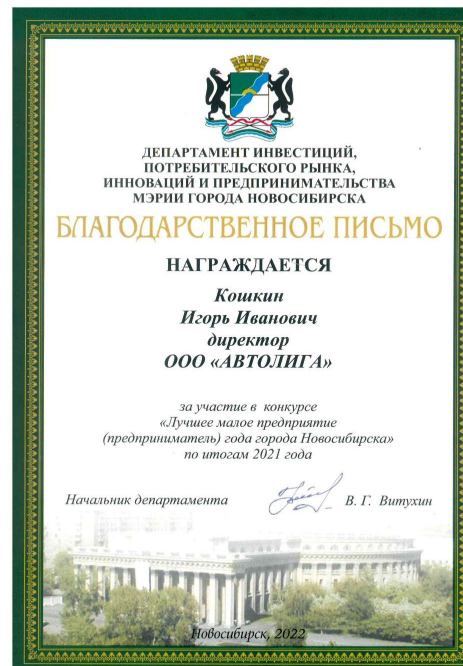 ДЕПАРТАМЕНТ ИНВЕСТИЦИЙ,
ПОТРЕБИТЕЛЬСКОГО РЫНКА,
ИННОВАЦИЙ И ПРЕДПРИНИМАТЕЛЬСТВА
МЭРИИ ГОРОДА НОВОСИБИРСКА
БЛАГОДАРСТВЕННОЕ ПИСЬМО
НАГРАЖДАЕТСЯ
Кошкин
Игорь Иванович
директор
ООО «АВТОЛИГА»
за участие в конкурсе
«Лучшее малое предприятие
(предприниматель) года города Новосибирска»
по итогам 2021 года
Начальник департамента В. Г. Витухин
Новосибирск, 2022